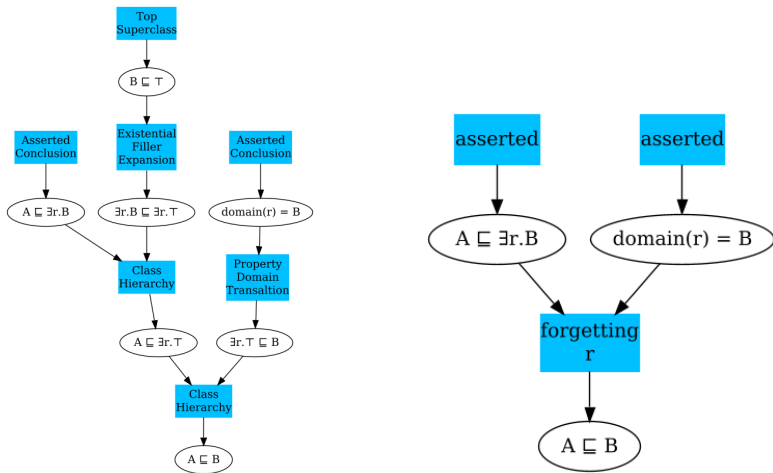 Top
Superclass
B ⊑ ⊤
Asserted
Conclusion
Existential
Filler
Expansion
Asserted
Conclusion
A ⊑ ∃r.B
∃r.B ⊑ ∃r.⊤
domain(r) = B
Class
Hierarchy
Property
Domain
Transaltion
A ⊑ ∃r.⊤
∃r.⊤ ⊑ B
Class
Hierarchy
A ⊑ B
asserted
asserted
A ⊑ ∃r.B
domain(r) = B
forgetting
r
A ⊑ B